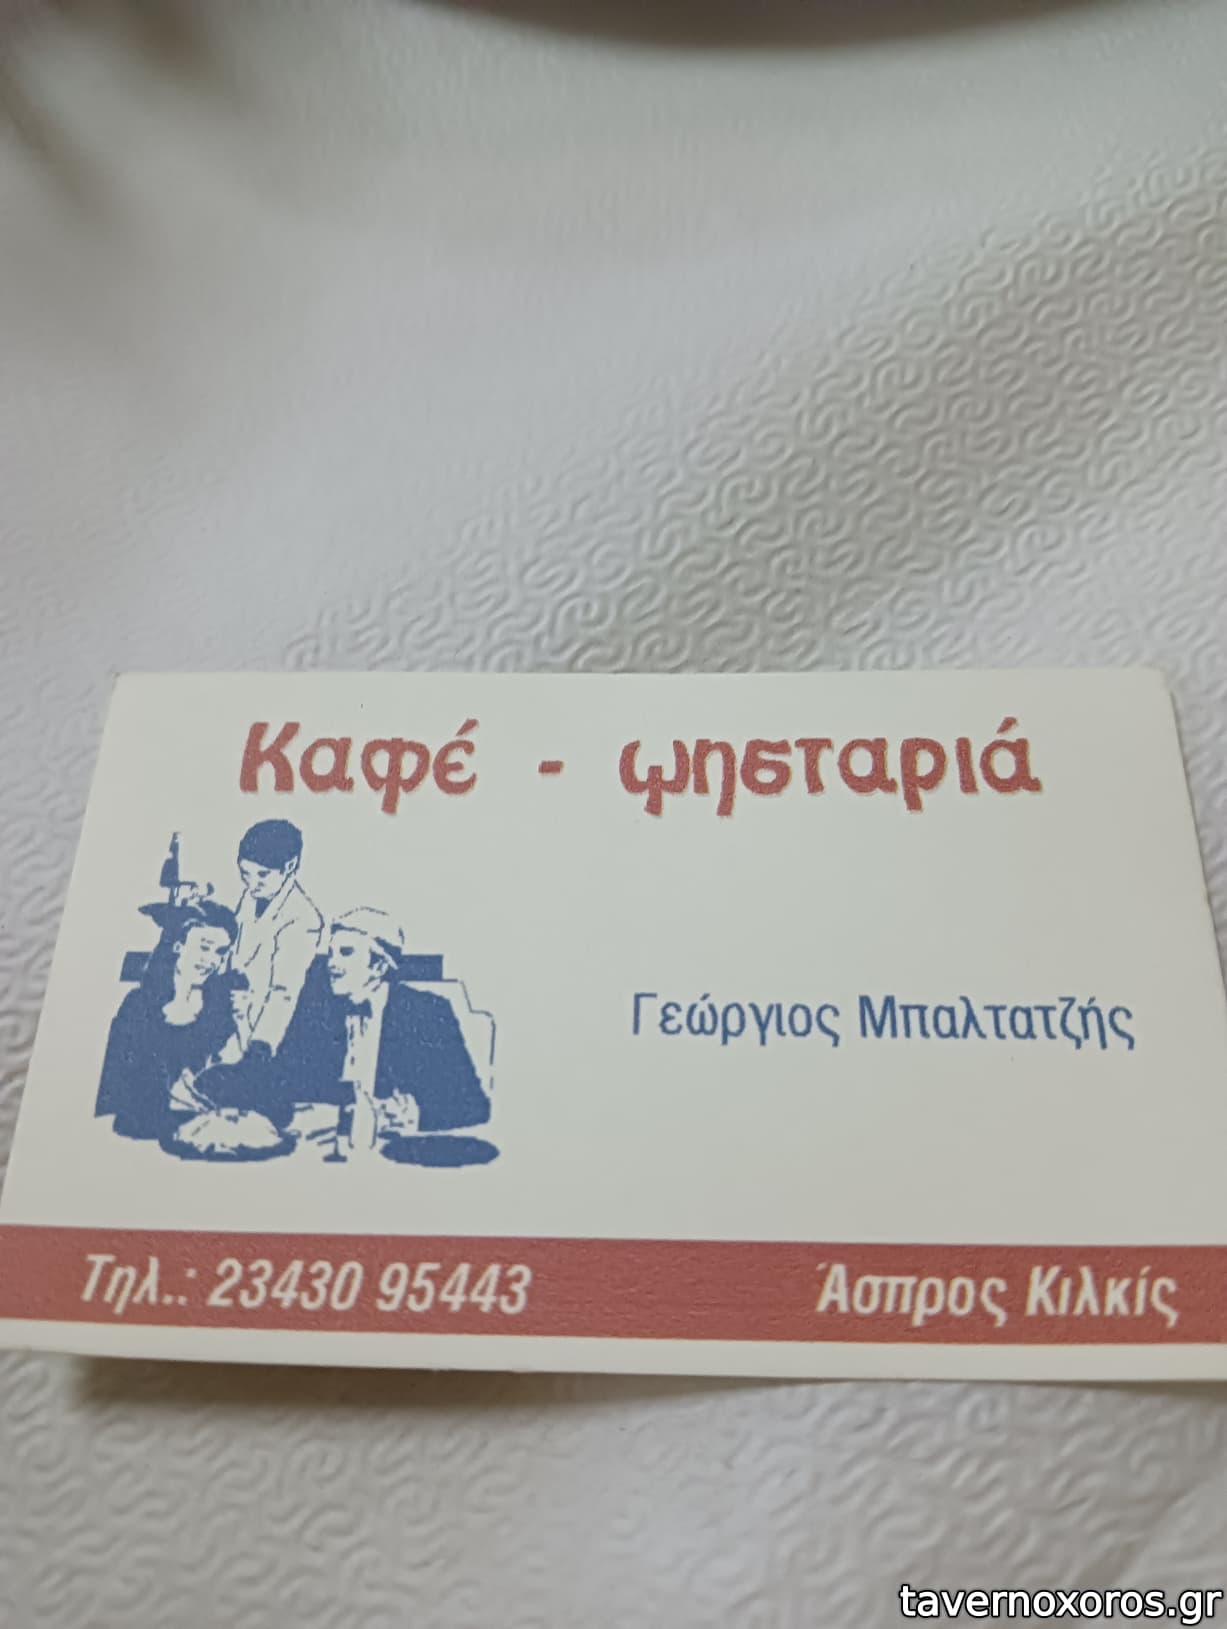 Καφέ - ψησταριά
Γεώργιος Μπαλτατζής
Τηλ.: 23430 95443 Άσπρος Κιλκίς
tavernoxoros.gr